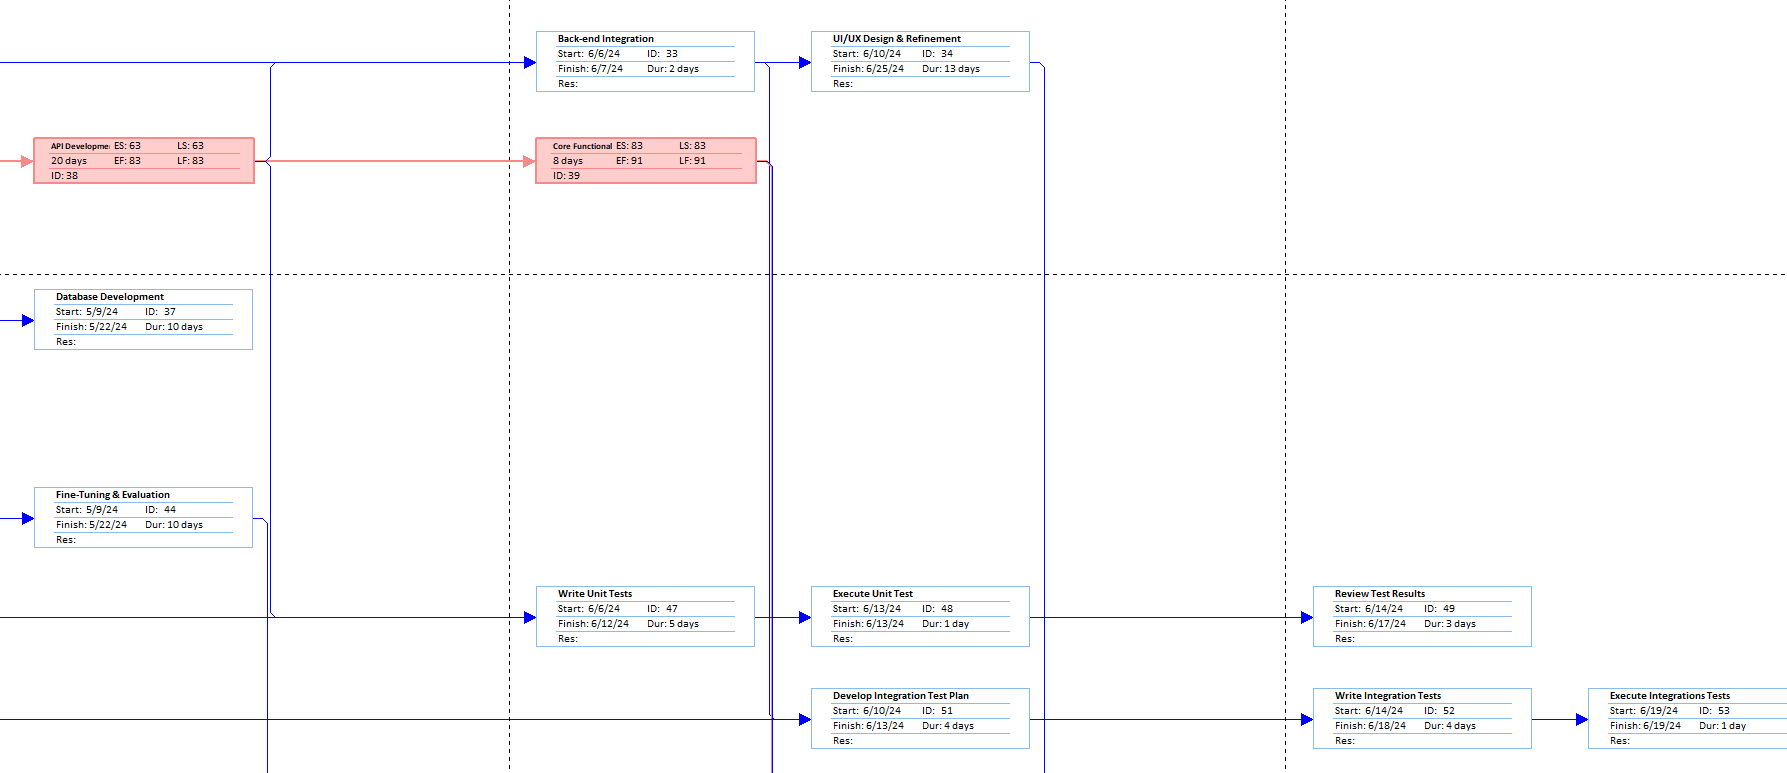 Back-end Integration
Start: 6/6/24 ID: 33
Finish: 6/7/24 Dur: 2 days
Res:
UI/UX Design & Refinement
Start: 6/10/24 ID: 34
Finish: 6/25/24 Dur: 13 days
Res:
API Developme ES: 63 LS: 63
20 days EF: 83 LF: 83
ID: 38
Core Functional ES: 83 LS: 83
8 days EF: 91 LF: 91
ID: 39
Database Development
Start: 5/9/24 ID: 37
Finish: 5/22/24 Dur: 10 days
Res:
Fine-Tuning & Evaluation
Start: 5/9/24 ID: 44
Finish: 5/22/24 Dur: 10 days
Res:
Write Unit Tests
Start: 6/6/24 ID: 47
Finish: 6/12/24 Dur: 5 days
Res:
Execute Unit Test
Start: 6/13/24 ID: 48
Finish: 6/13/24 Dur: 1 day
Res:
Review Test Results
Start: 6/14/24 ID: 49
Finish: 6/17/24 Dur: 3 days
Res:
Develop Integration Test Plan
Start: 6/10/24 ID: 51
Finish: 6/13/24 Dur: 4 days
Res:
Write Integration Tests
Start: 6/14/24 ID: 52
Finish: 6/18/24 Dur: 4 days
Res:
Execute Integrations Tests
Start: 6/19/24 ID: 53
Finish: 6/19/24 Dur: 1 day
Res: